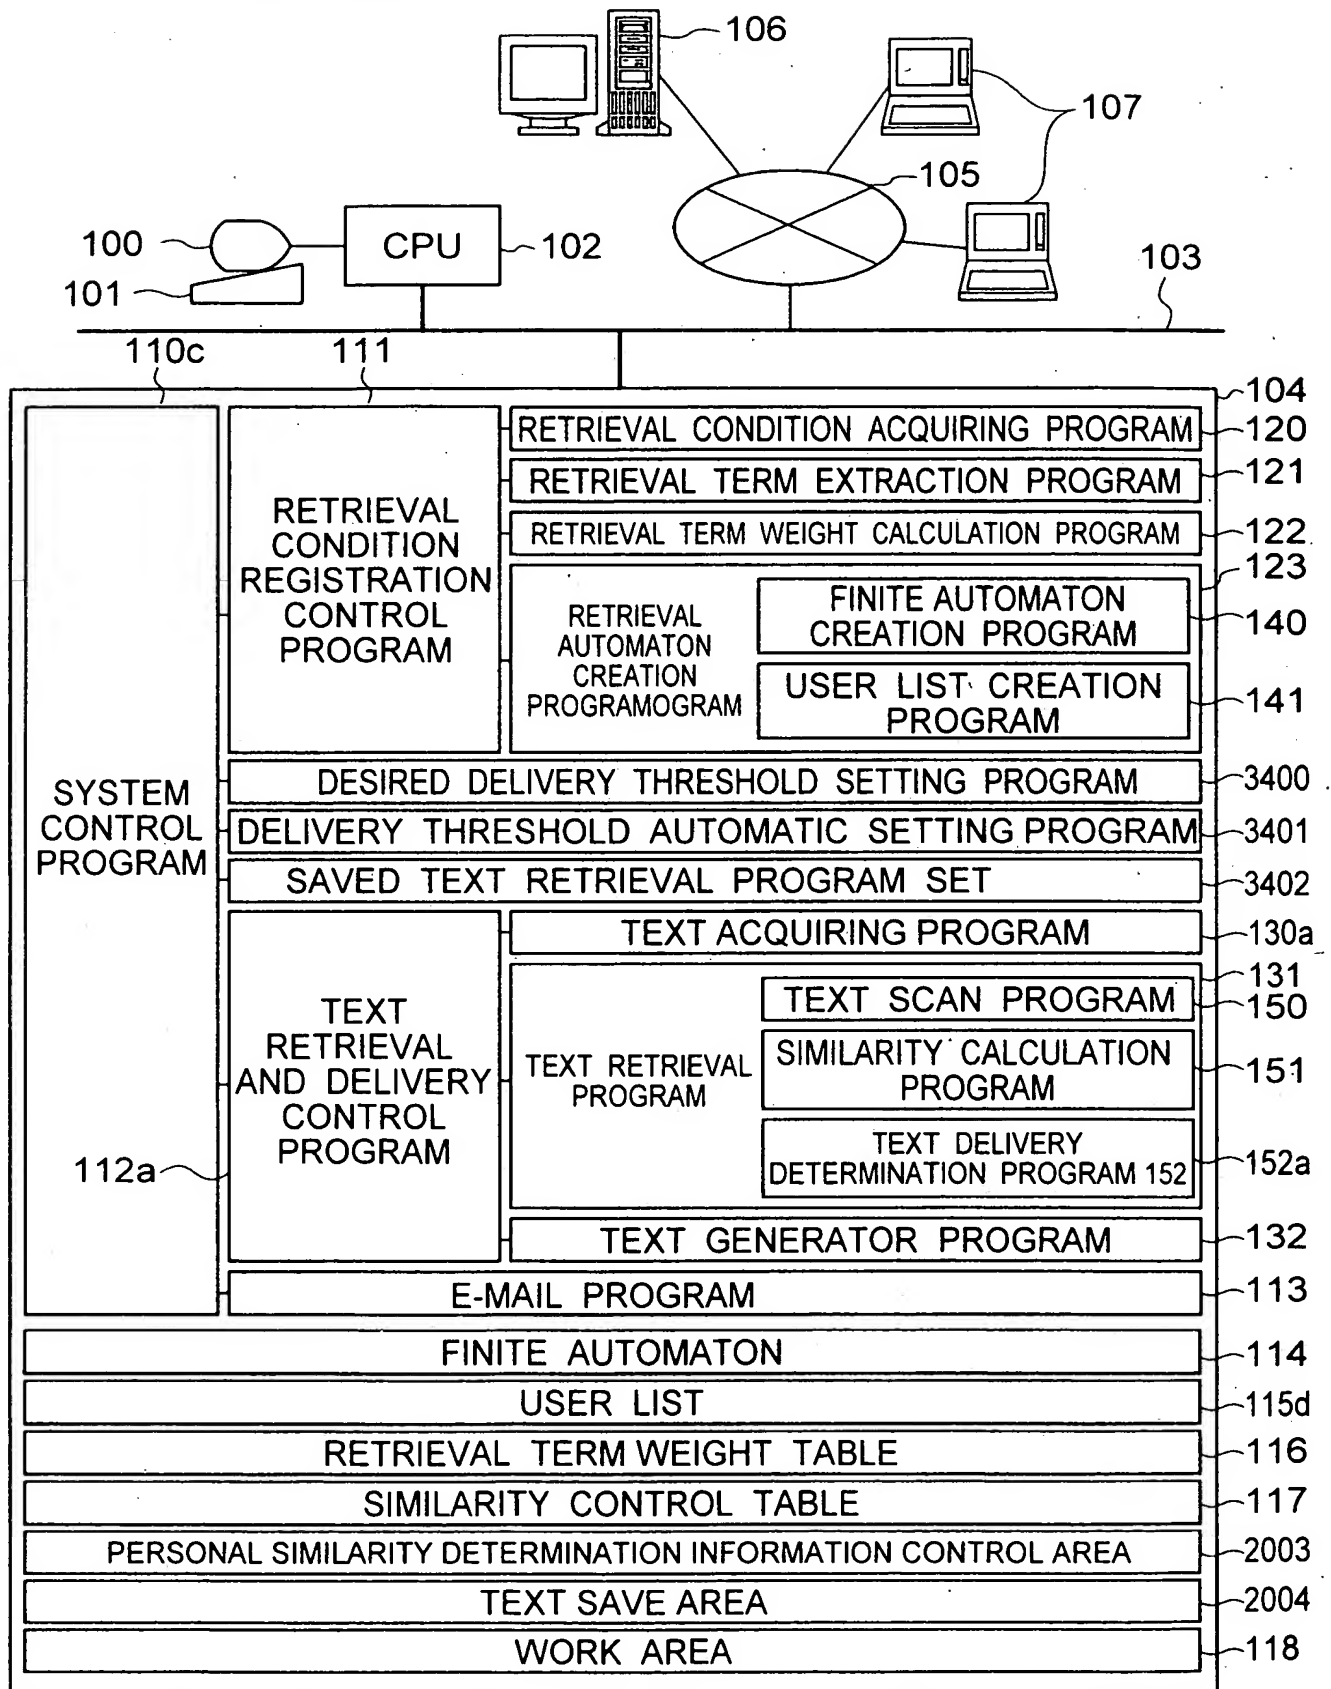 106
107
105
100
CPU
102
101
103
110c
111
104
RETRIEVAL CONDITION ACQUIRING PROGRAM
120
RETRIEVAL TERM EXTRACTION PROGRAM
121
RETRIEVAL TERM WEIGHT CALCULATION PROGRAM
122
RETRIEVAL
CONDITION
REGISTRATION
CONTROL
PROGRAM
123
RETRIEVAL
AUTOMATON
CREATION
PROGRAMOGRAM
FINITE AUTOMATON
CREATION PROGRAM
140
USER LIST CREATION
PROGRAM
141
SYSTEM
CONTROL
PROGRAM
DESIRED DELIVERY THRESHOLD SETTING PROGRAM
3400
DELIVERY THRESHOLD AUTOMATIC SETTING PROGRAM
3401
SAVED TEXT RETRIEVAL PROGRAM SET
3402
TEXT ACQUIRING PROGRAM
130a
TEXT
RETRIEVAL
AND DELIVERY
CONTROL
PROGRAM
112a
131
TEXT RETRIEVAL
PROGRAM
TEXT SCAN PROGRAM
150
SIMILARITY CALCULATION
PROGRAM
151
TEXT DELIVERY
DETERMINATION PROGRAM 152
152a
TEXT GENERATOR PROGRAM
132
E-MAIL PROGRAM
113
FINITE AUTOMATON
114
USER LIST
115d
RETRIEVAL TERM WEIGHT TABLE
116
SIMILARITY CONTROL TABLE
117
PERSONAL SIMILARITY DETERMINATION INFORMATION CONTROL AREA
2003
TEXT SAVE AREA
2004
WORK AREA
118